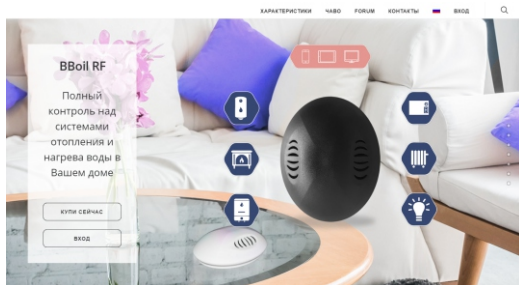 ХАРАКТЕРИСТИКИ ЧАВО FORUM КОНТАКТЫ ВХОД
BBoil RF
Полный
контроль над
системами
отопления и
нагрева воды в
Вашем доме
КУПИ СЕЙЧАС
ВХОД